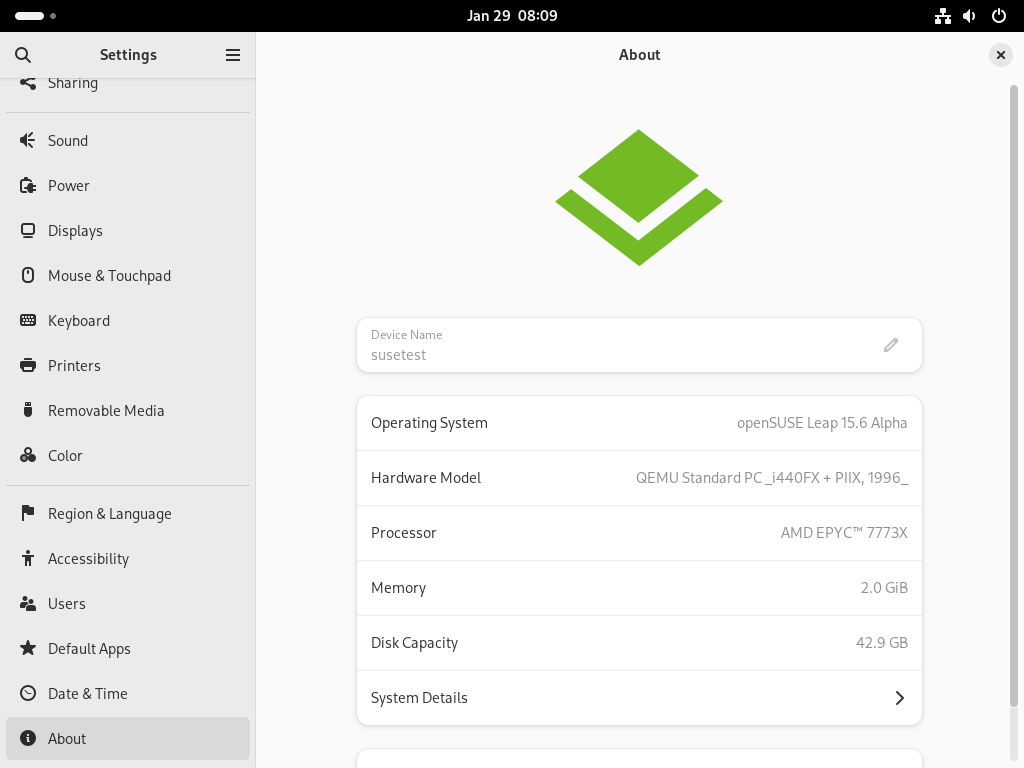 Jan 29 08:09
Settings
About
Sharing
Sound
Power
Displays
Mouse & Touchpad
Keyboard
Printers
Removable Media
Color
Region & Language
Accessibility
Users
Default Apps
Date & Time
About
Device Name
susetest
Operating System openSUSE Leap 15.6 Alpha
Hardware Model QEMU Standard PC _i440FX + PIIX, 1996_
Processor AMD EPYC™ 7773X
Memory 2.0 GiB
Disk Capacity 42.9 GB
System Details